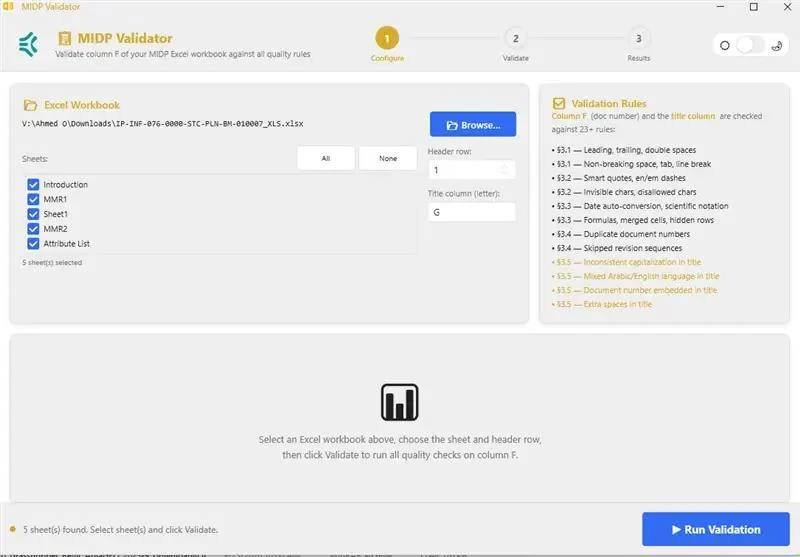 MIDP Validator
MIDP Validator
Validate column F of your MIDP Excel workbook against all quality rules
1
Configure
2
Validate
3
Results
Excel Workbook
V:\Ahmed O\Downloads\IP-INF-076-0000-STC-PLN-BM-010007_XLS.xlsx
Browse...
Sheets:
All
None
Header row:
1
Introduction
MMR1
Sheet1
MMR2
Attribute List
Title column (letter):
G
5 sheet(s) selected
Validation Rules
Column F (doc number) and the title column are checked
against 23+ rules:
• §3.1 — Leading, trailing, double spaces
• §3.1 — Non-breaking space, tab, line break
• §3.2 — Smart quotes, en/em dashes
• §3.2 — Invisible chars, disallowed chars
• §3.3 — Date auto-conversion, scientific notation
• §3.3 — Formulas, merged cells, hidden rows
• §3.4 — Duplicate document numbers
• §3.4 — Skipped revision sequences
• §3.5 — Inconsistent capitalization in title
• §3.5 — Mixed Arabic/English language in title
• §3.5 — Document number embedded in title
• §3.5 — Extra spaces in title
Select an Excel workbook above, choose the sheet and header row,
then click Validate to run all quality checks on column F.
5 sheet(s) found. Select sheet(s) and click Validate.
Run Validation